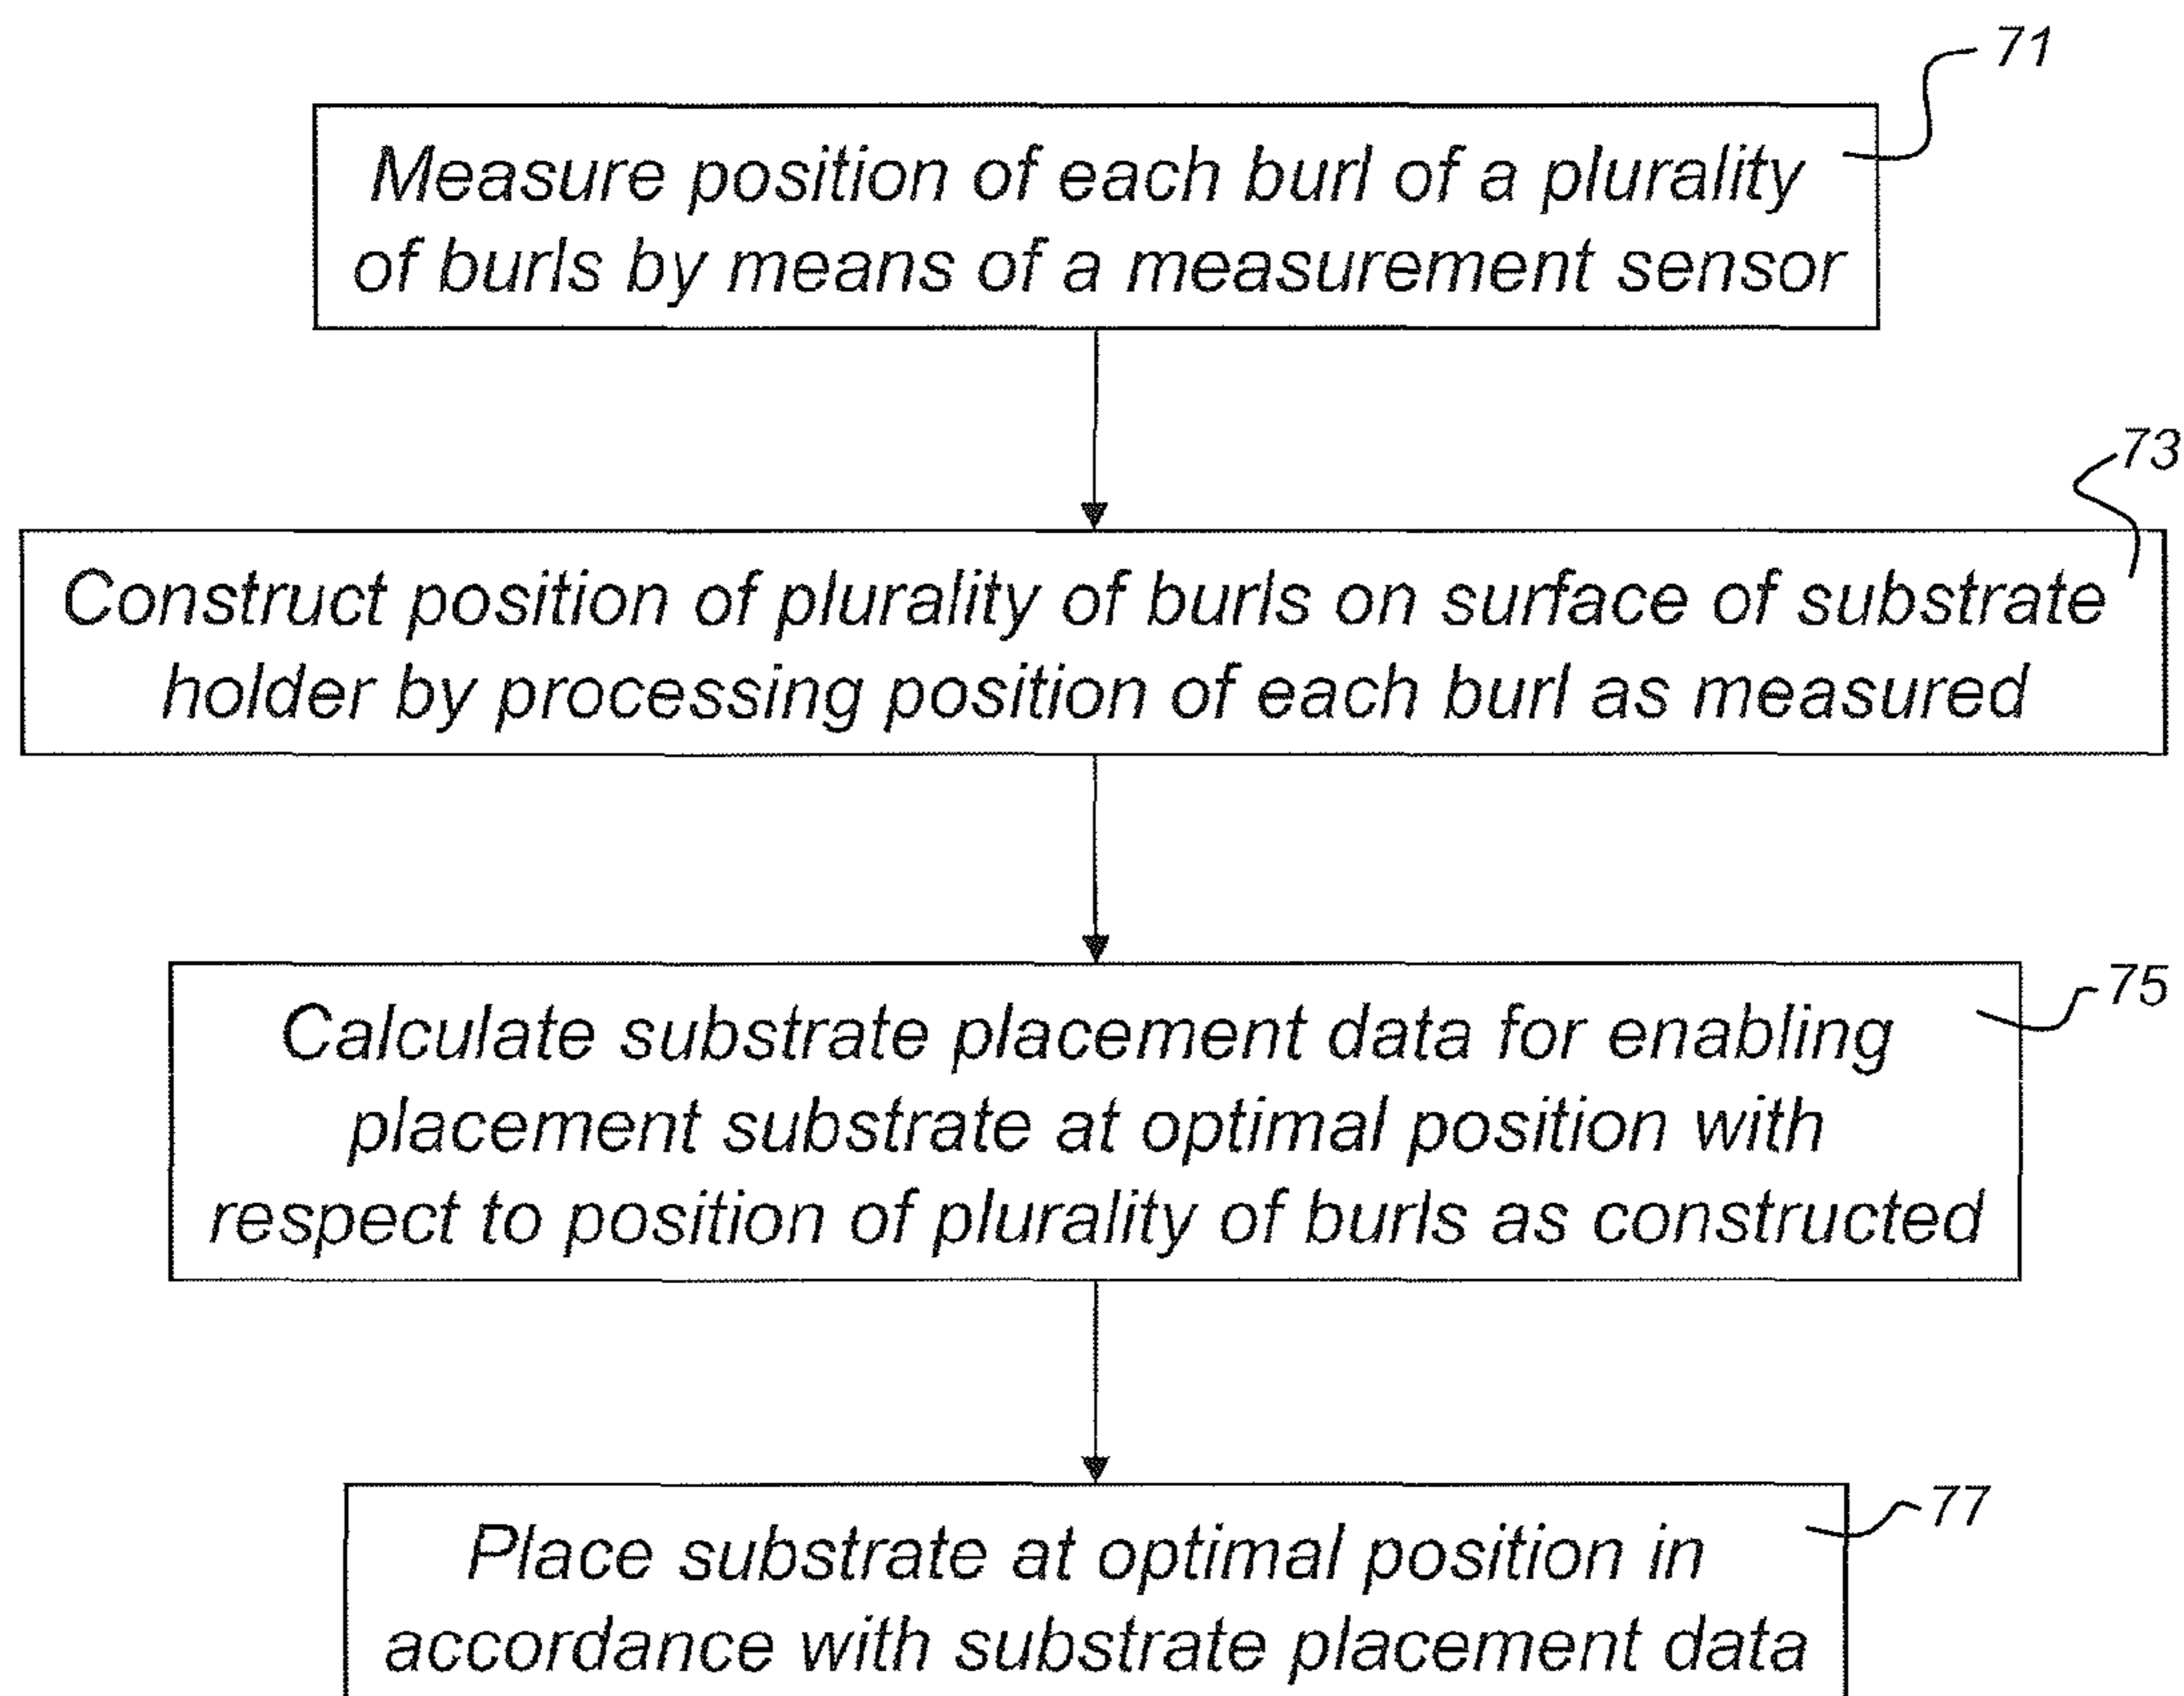 71
Measure position of each burl of a plurality
of burls by means of a measurement sensor
73
Construct position of plurality of burls on surface of substrate
holder by processing position of each burl as measured
75
Calculate substrate placement data for enabling
placement substrate at optimal position with
respect to position of plurality of burls as constructed
77
Place substrate at optimal position in
accordance with substrate placement data